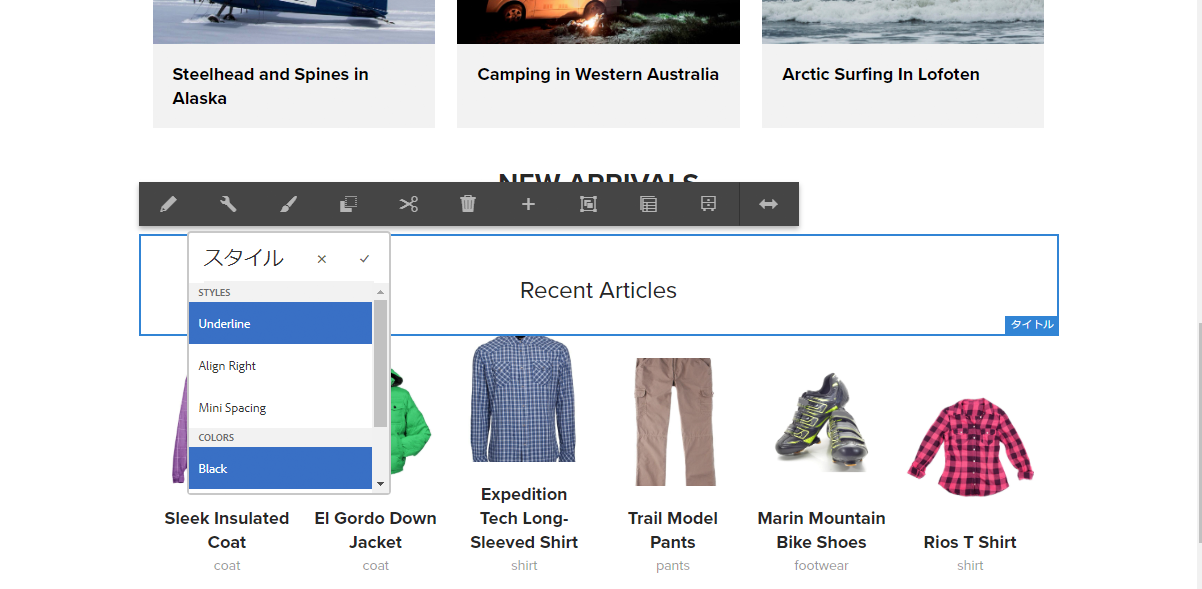 Steelhead and Spines in
Alaska
Camping in Western Australia
Arctic Surfing In Lofoten
NEW ARRIVALS
スタイル
STYLES
Underline
Align Right
Mini Spacing
COLORS
Black
Recent Articles
タイトル
Sleek Insulated
Coat
coat
El Gordo Down
Jacket
coat
Expedition
Tech Long-
Sleeved Shirt
shirt
Trail Model
Pants
pants
Marin Mountain
Bike Shoes
footwear
Rios T Shirt
shirt